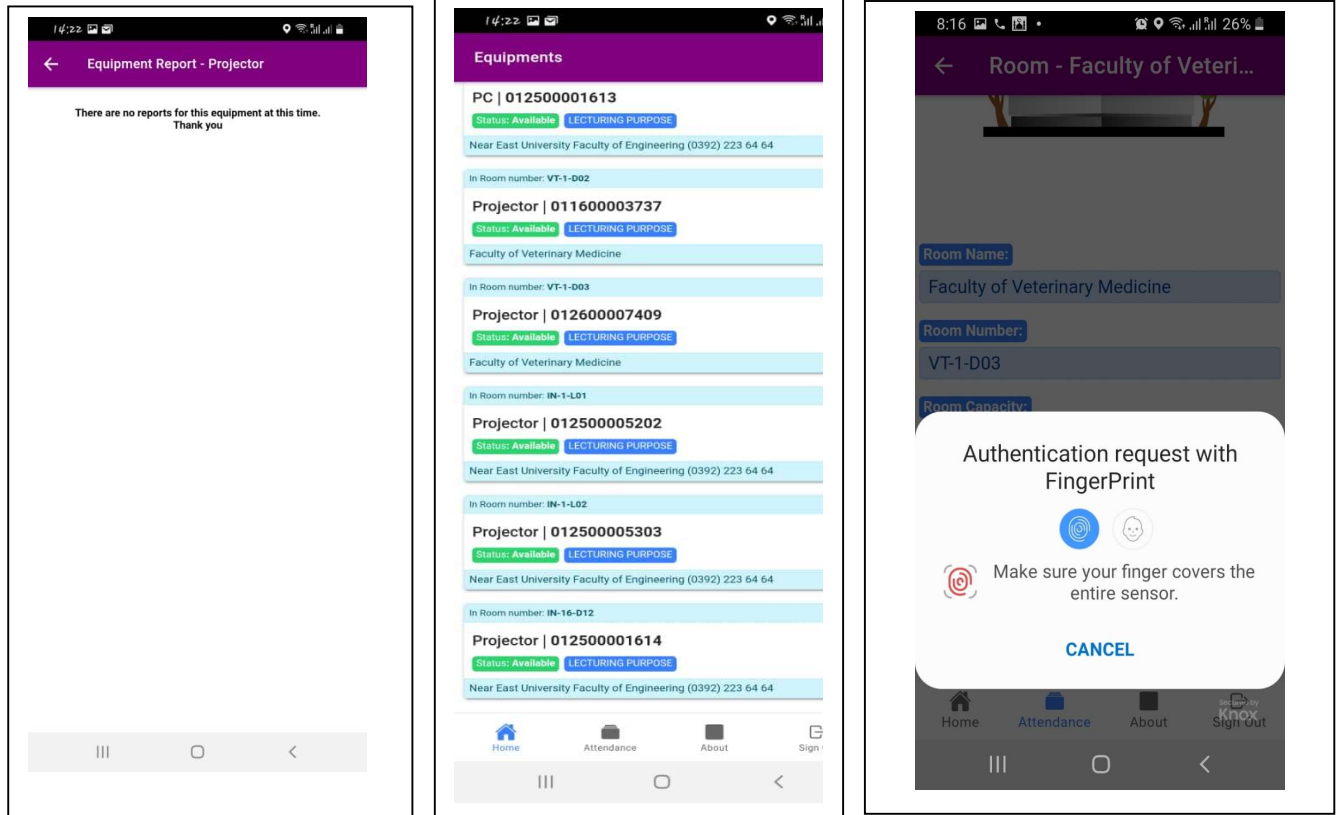 14:22
Equipment Report - Projector
There are no reports for this equipment at this time.
Thank you
14:22
Equipments
PC | 012500001613
Status: Available LECTURING PURPOSE
Near East University Faculty of Engineering (0392) 223 64 64
In Room number: VT-1-D02
Projector | 011600003737
Status: Available LECTURING PURPOSE
Faculty of Veterinary Medicine
In Room number: VT-1-D03
Projector | 012600007409
Status: Available LECTURING PURPOSE
Faculty of Veterinary Medicine
In Room number: IN-1-L01
Projector | 012500005202
Status: Available LECTURING PURPOSE
Near East University Faculty of Engineering (0392) 223 64 64
In Room number: IN-1-L02
Projector | 012500005303
Status: Available LECTURING PURPOSE
Near East University Faculty of Engineering (0392) 223 64 64
In Room number: IN-16-D12
Projector | 012500001614
Status: Available LECTURING PURPOSE
Near East University Faculty of Engineering (0392) 223 64 64
Home Attendance About Sign
8:16 26%
Room - Faculty of Veteri...
Room Name:
Faculty of Veterinary Medicine
Room Number:
VT-1-D03
Room Capacity:
Authentication request with
FingerPrint
Make sure your finger covers the
entire sensor.
CANCEL
Secured by
Knox
Home Attendance About Sign Out